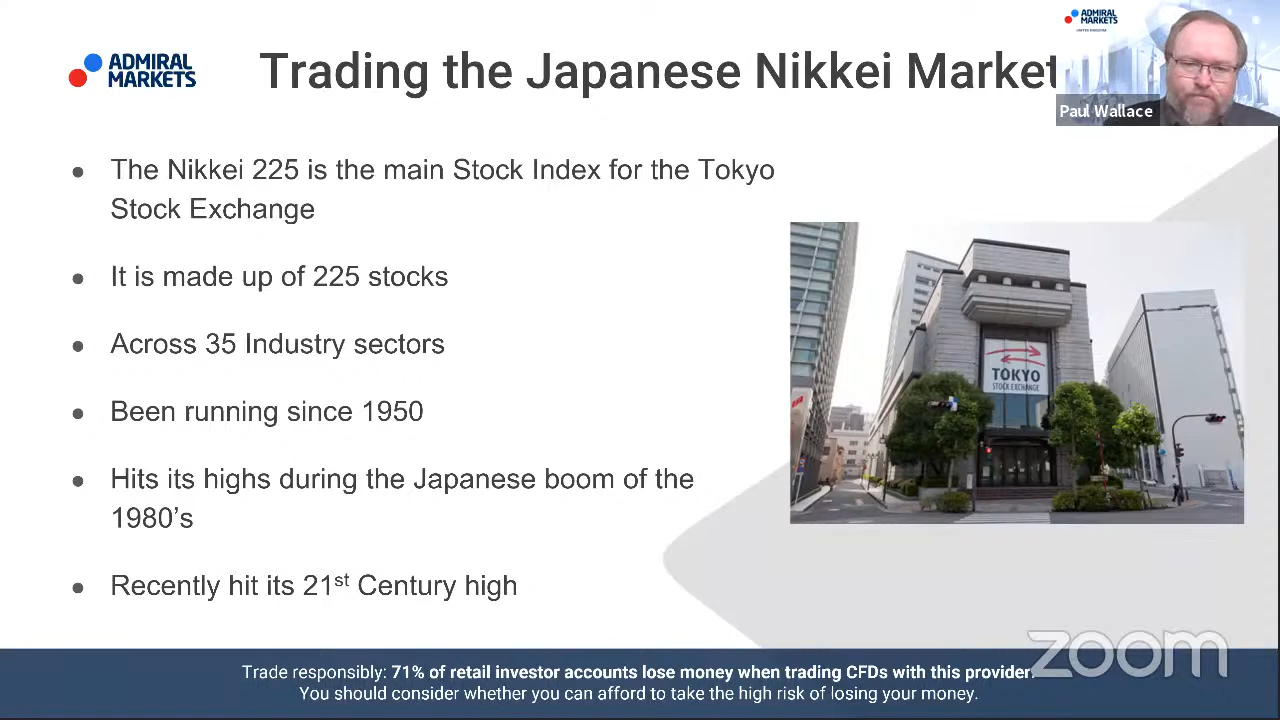 ADMIRAL
MARKETS
Trading the Japanese Nikkei Market
ADMIRAL
MARKETS
UNITED KINGDOM
Paul Wallace
● The Nikkei 225 is the main Stock Index for the Tokyo
Stock Exchange
● It is made up of 225 stocks
● Across 35 Industry sectors
● Been running since 1950
● Hits its highs during the Japanese boom of the
1980’s
● Recently hit its 21st Century high
TOKYO
STOCK EXCHANGE
zoom
Trade responsibly: 71% of retail investor accounts lose money when trading CFDs with this provider.
You should consider whether you can afford to take the high risk of losing your money.